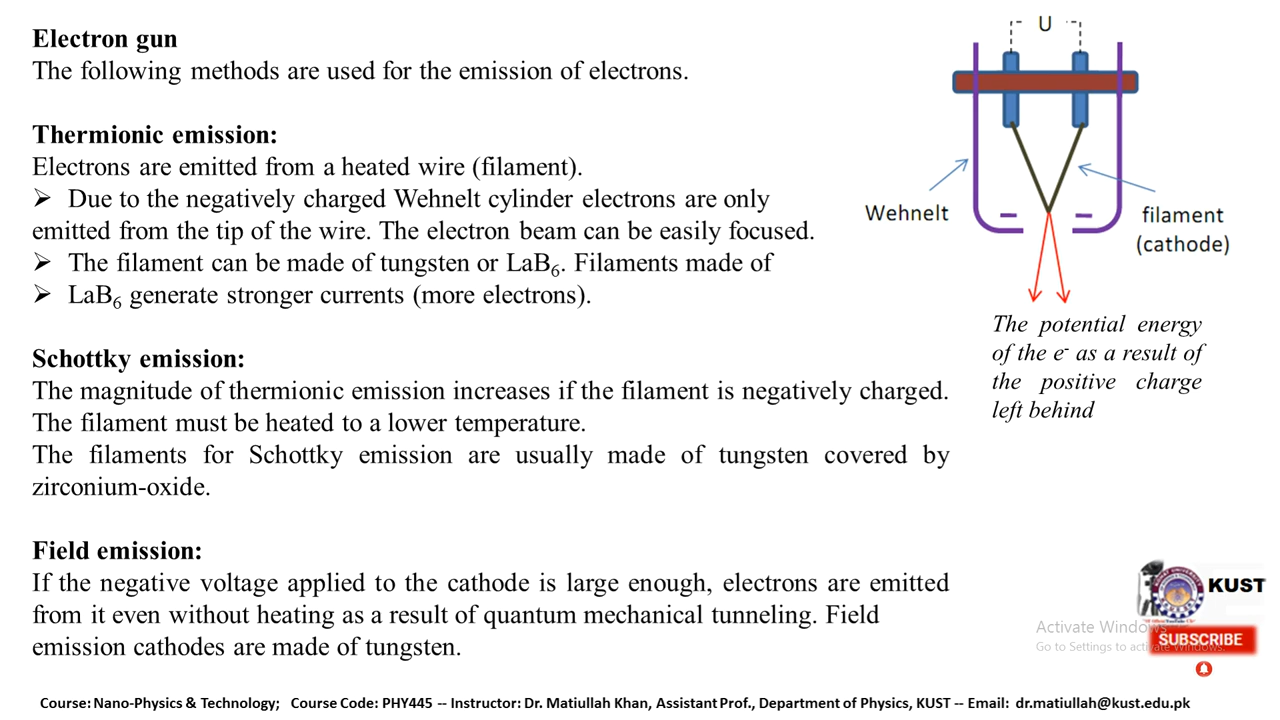 Electron gun
The following methods are used for the emission of electrons.
Thermionic emission:
Electrons are emitted from a heated wire (filament).
➢ Due to the negatively charged Wehnelt cylinder electrons are only
emitted from the tip of the wire. The electron beam can be easily focused.
➢ The filament can be made of tungsten or LaB₆. Filaments made of
➢ LaB₆ generate stronger currents (more electrons).
Schottky emission:
The magnitude of thermionic emission increases if the filament is negatively charged.
The filament must be heated to a lower temperature.
The filaments for Schottky emission are usually made of tungsten covered by
zirconium-oxide.
Field emission:
If the negative voltage applied to the cathode is large enough, electrons are emitted
from it even without heating as a result of quantum mechanical tunneling. Field
emission cathodes are made of tungsten.
U
Wehnelt
filament
(cathode)
The potential energy
of the e⁻ as a result of
the positive charge
left behind
KUST
Activate Windows
Go to Settings to activate Windows.
SUBSCRIBE
Course: Nano-Physics & Technology; Course Code: PHY445 -- Instructor: Dr. Matiullah Khan, Assistant Prof., Department of Physics, KUST -- Email: dr.matiullah@kust.edu.pk